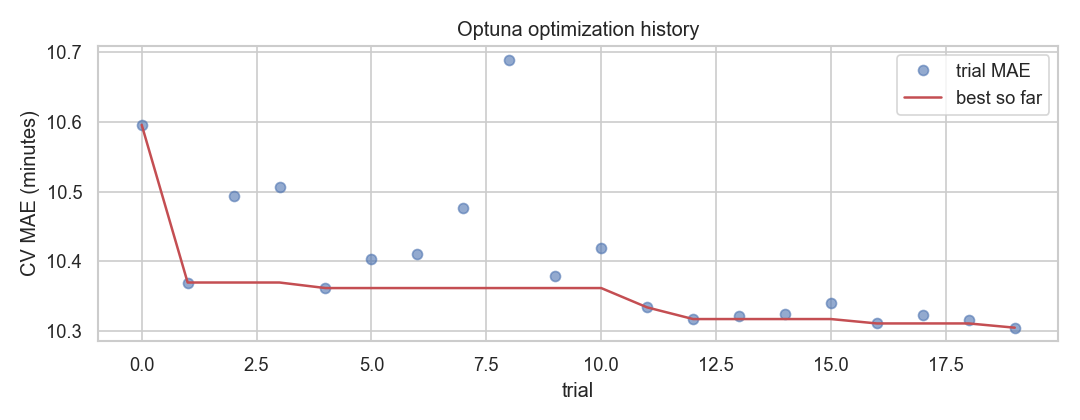 Optuna optimization history
10.7
10.6
10.5
10.4
10.3
CV MAE (minutes)
trial MAE
best so far
0.0 2.5 5.0 7.5 10.0 12.5 15.0 17.5
trial